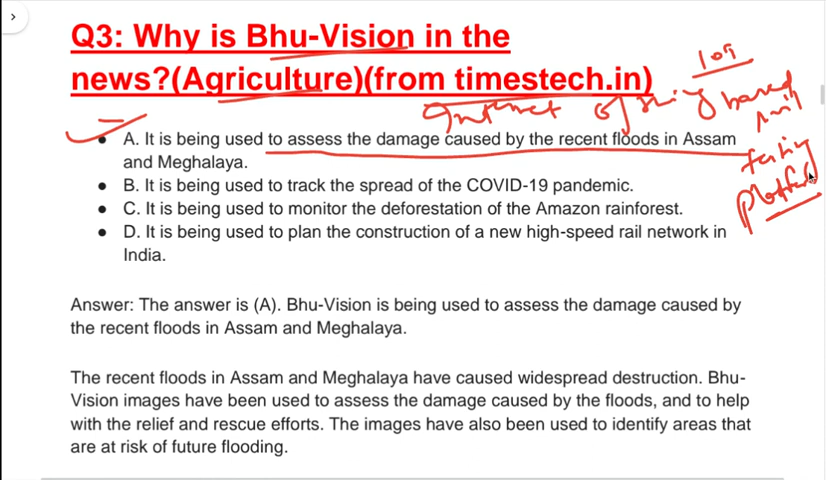 Q3: Why is Bhu-Vision in the
news?(Agriculture)(from timestech.in)
IoT
Internet of thing based
soil
testing
platform
A. It is being used to assess the damage caused by the recent floods in Assam
and Meghalaya.
B. It is being used to track the spread of the COVID-19 pandemic.
C. It is being used to monitor the deforestation of the Amazon rainforest.
D. It is being used to plan the construction of a new high-speed rail network in
India.
Answer: The answer is (A). Bhu-Vision is being used to assess the damage caused by
the recent floods in Assam and Meghalaya.
The recent floods in Assam and Meghalaya have caused widespread destruction. Bhu-
Vision images have been used to assess the damage caused by the floods, and to help
with the relief and rescue efforts. The images have also been used to identify areas that
are at risk of future flooding.